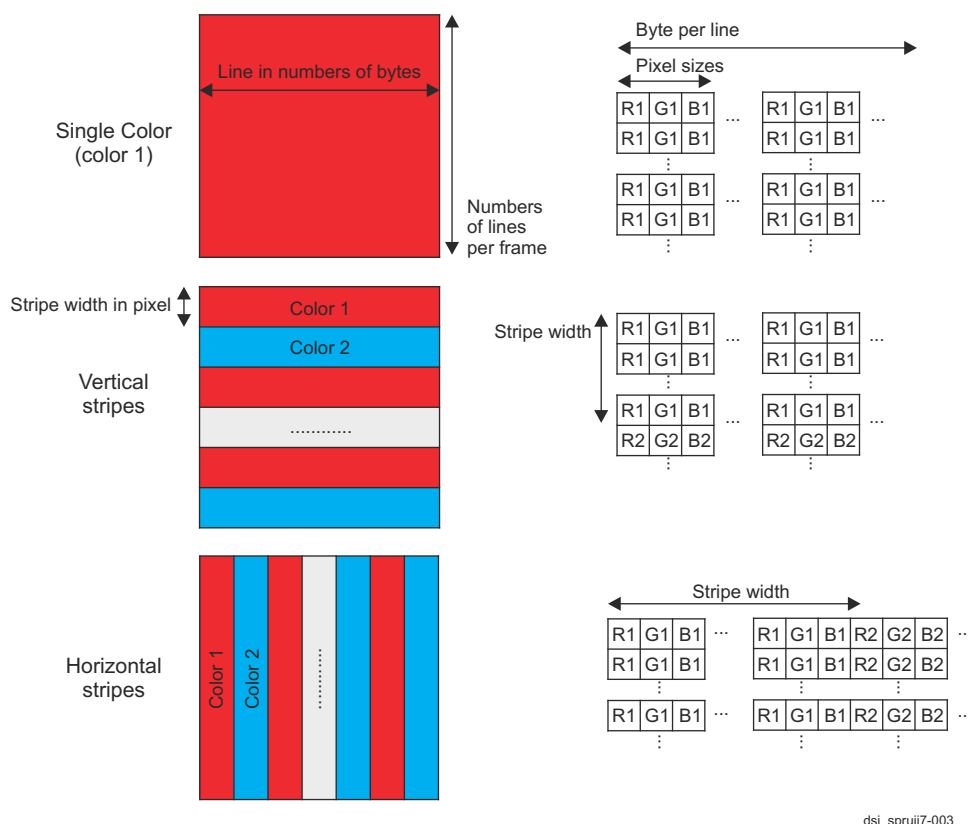 Line in numbers of bytes
Single Color
(color 1)
Numbers
of lines
per frame
Byte per line
Pixel sizes
R1 G1 B1 ... R1 G1 B1 ...
R1 G1 B1 R1 G1 B1
... ...
R1 G1 B1 ... R1 G1 B1 ...
R1 G1 B1 R1 G1 B1
... ...
Stripe width in pixel
Color 1
Color 2
............
Vertical
stripes
Stripe width
R1 G1 B1 ... R1 G1 B1 ...
R1 G1 B1 R1 G1 B1
... ...
R1 G1 B1 ... R1 G1 B1 ...
R2 G2 B2 R2 G2 B2
... ...
Horizontal
stripes
Color 1
Color 2
............
Stripe width
R1 G1 B1 ... R1 G1 B1 R2 G2 B2 ...
R1 G1 B1 R1 G1 B1 R2 G2 B2
... ... ...
R1 G1 B1 ... R1 G1 B1 R2 G2 B2 ...
... ... ...
dsi_spruii7-003